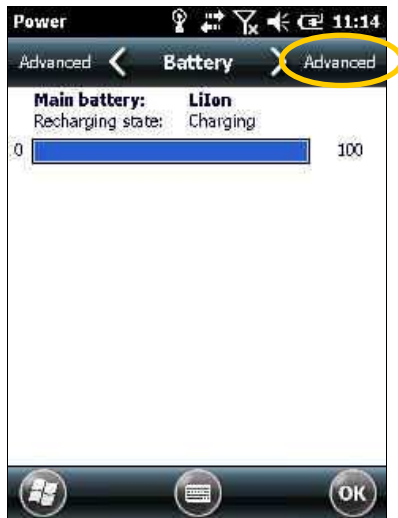 Power 11:14
Advanced Battery Advanced
Main battery: LiIon
Recharging state: Charging
0 100
OK